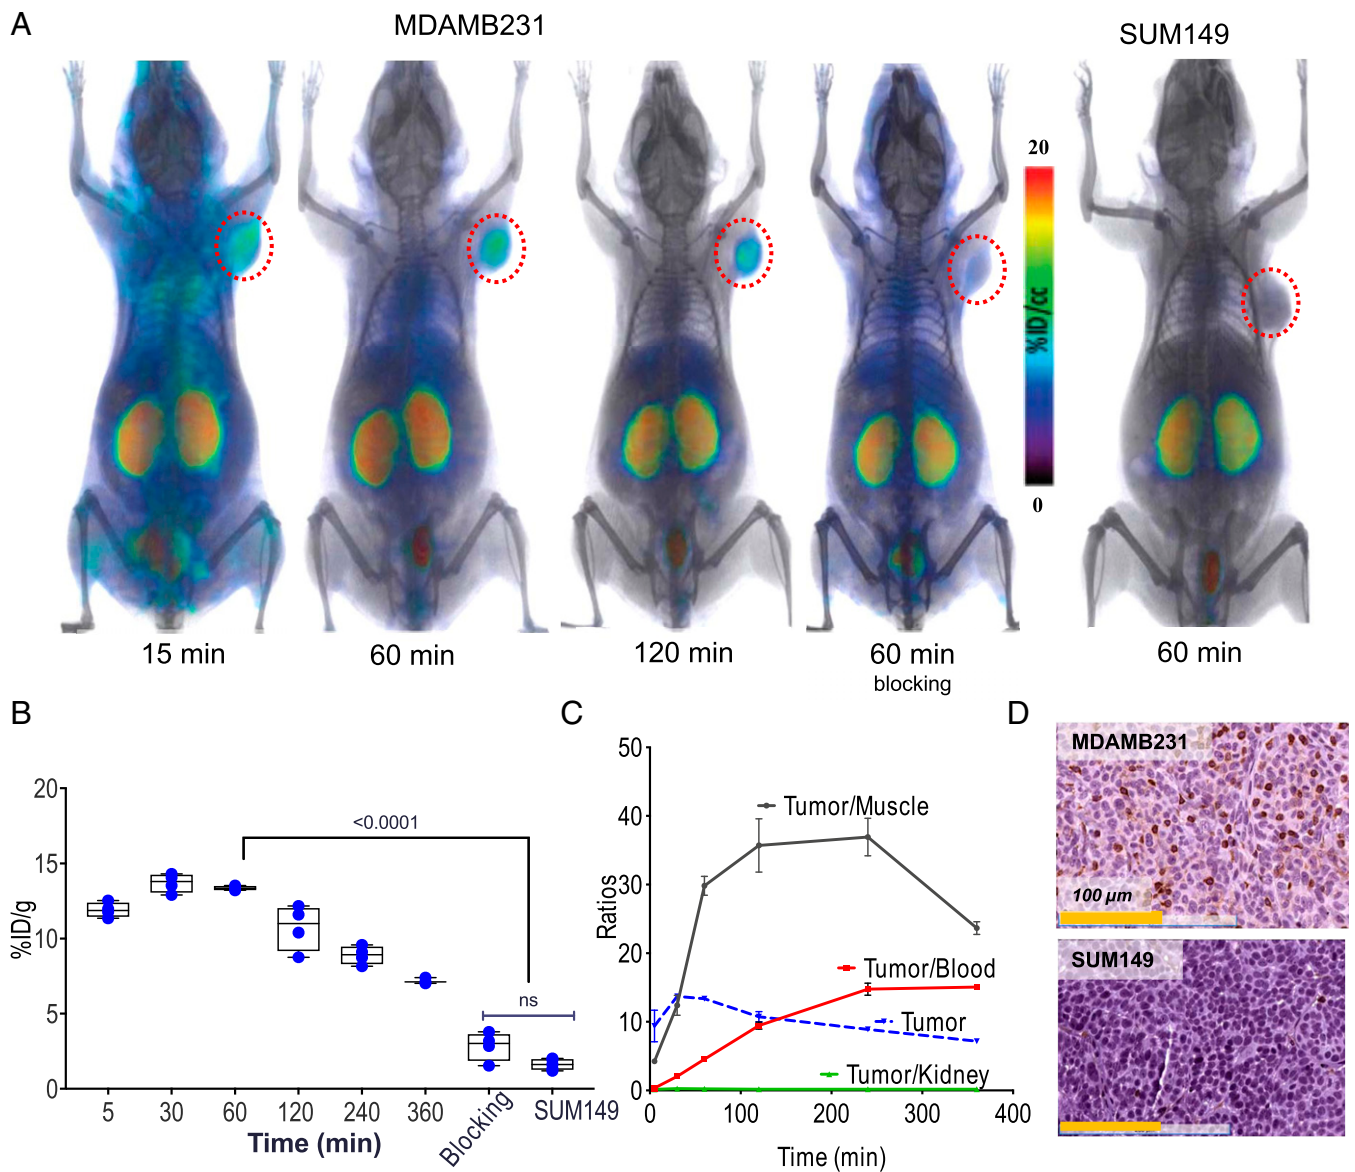 A
MDAMB231
SUM149
20
%ID/cc
0
15 min
60 min
120 min
60 min
blocking
60 min
B
%ID/g
20
15
10
5
0
<0.0001
ns
5
30
60
120
240
360
Blocking
SUM149
Time (min)
C
Ratios
50
40
30
20
10
0
Tumor/Muscle
Tumor/Blood
Tumor
Tumor/Kidney
0
100
200
300
400
Time (min)
D
MDAMB231
100 µm
SUM149